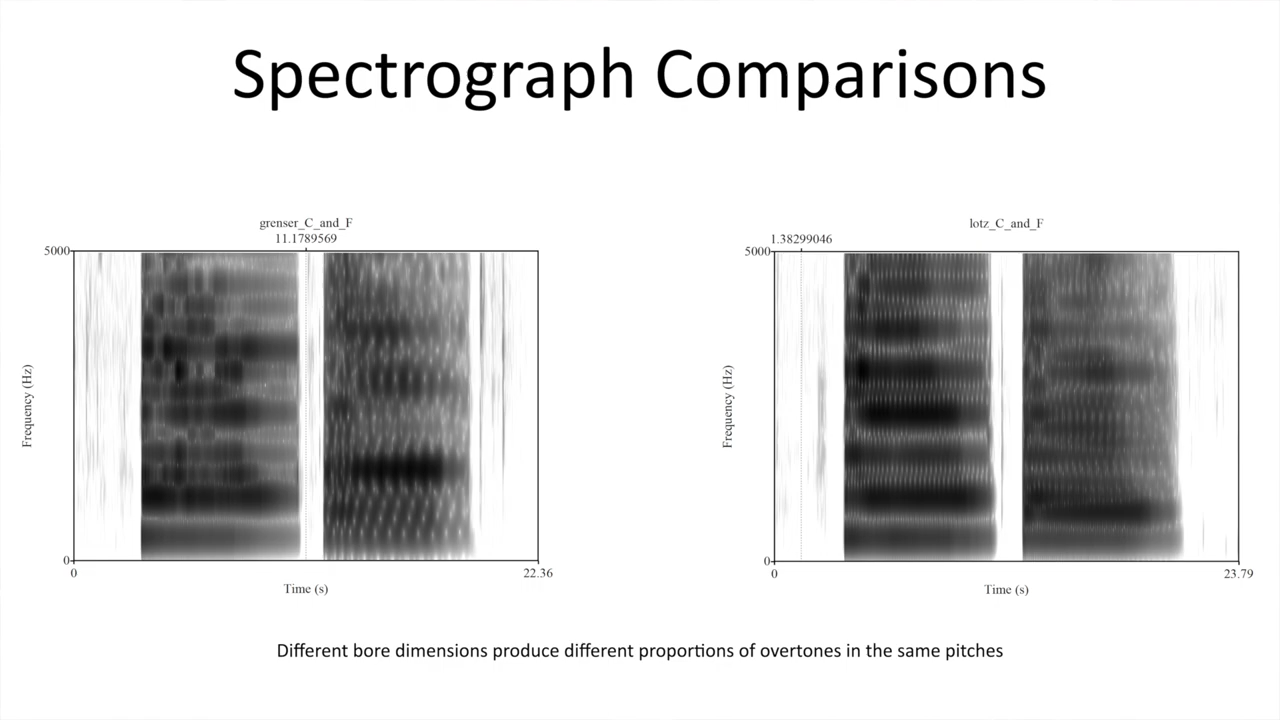 Spectrograph Comparisons
grenser_C_and_F
11.1789569
5000
Frequency (Hz)
0
0
22.36
Time (s)
lotz_C_and_F
1.38299046
5000
Frequency (Hz)
0
0
23.79
Time (s)
Different bore dimensions produce different proportions of overtones in the same pitches